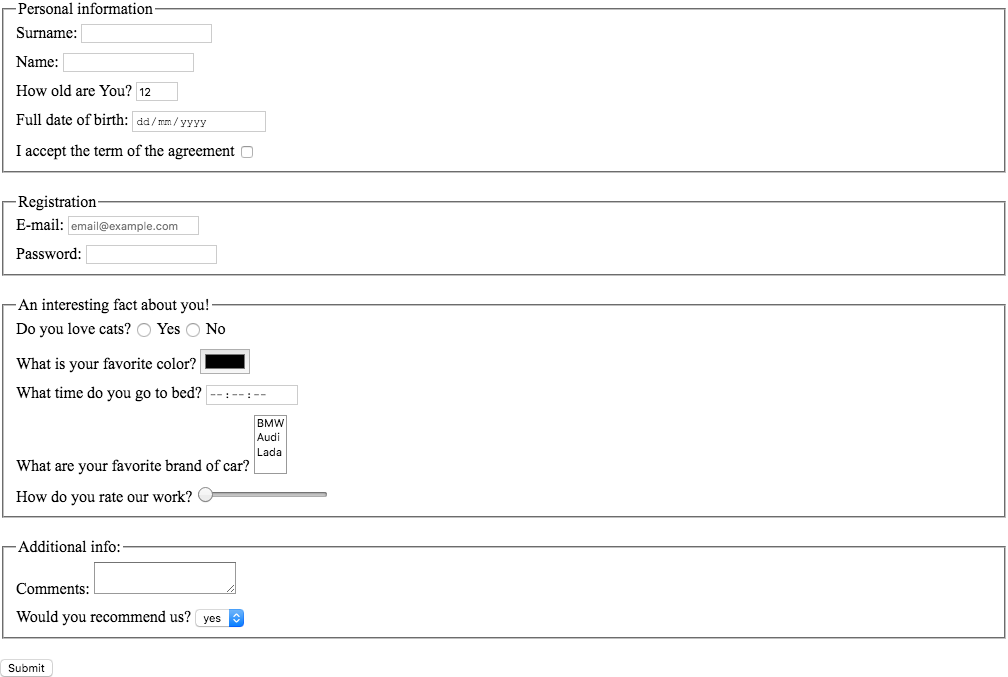 Personal information
Surname:
Name:
How old are You? 12
Full date of birth: dd/mm/yyyy
I accept the term of the agreement
Registration
E-mail: email@example.com
Password:
An interesting fact about you!
Do you love cats? Yes No
What is your favorite color?
What time do you go to bed? --:--:--
BMW
Audi
Lada
What are your favorite brand of car?
How do you rate our work?
Additional info:
Comments:
Would you recommend us? yes
Submit